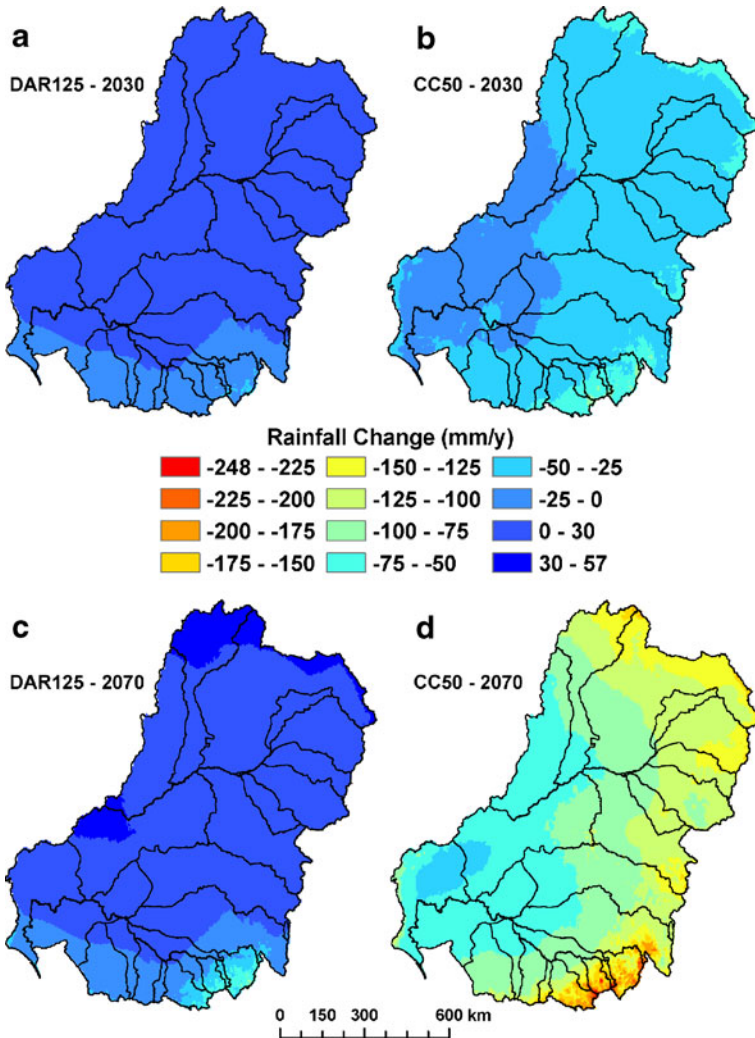 a
b
DAR125 - 2030
CC50 - 2030
Rainfall Change (mm/y)
-248 - -225
-150 - -125
-50 - -25
-225 - -200
-125 - -100
-25 - 0
-200 - -175
-100 - -75
0 - 30
-175 - -150
-75 - -50
30 - 57
c
d
DAR125 - 2070
CC50 - 2070
0 150 300 600 km